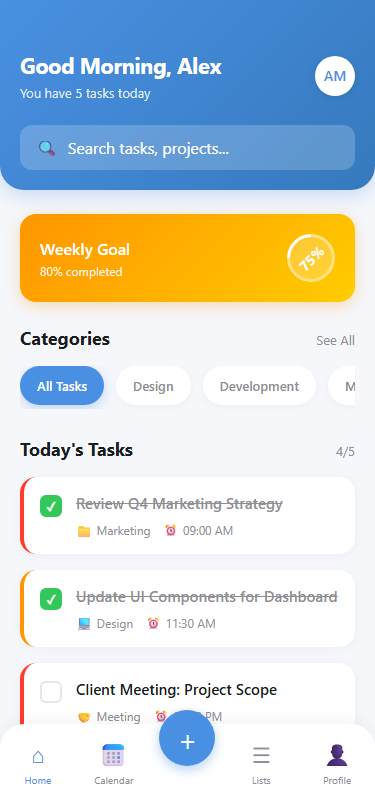 Good Morning, Alex
AM
You have 5 tasks today
Search tasks, projects...
Weekly Goal
80% completed
75%
Categories
See All
All Tasks
Design
Development
Today's Tasks
4/5
Review Q4 Marketing Strategy
Marketing
09:00 AM
Update UI Components for Dashboard
Design
11:30 AM
Client Meeting: Project Scope
Meeting
PM
+
Home
Calendar
Lists
Profile